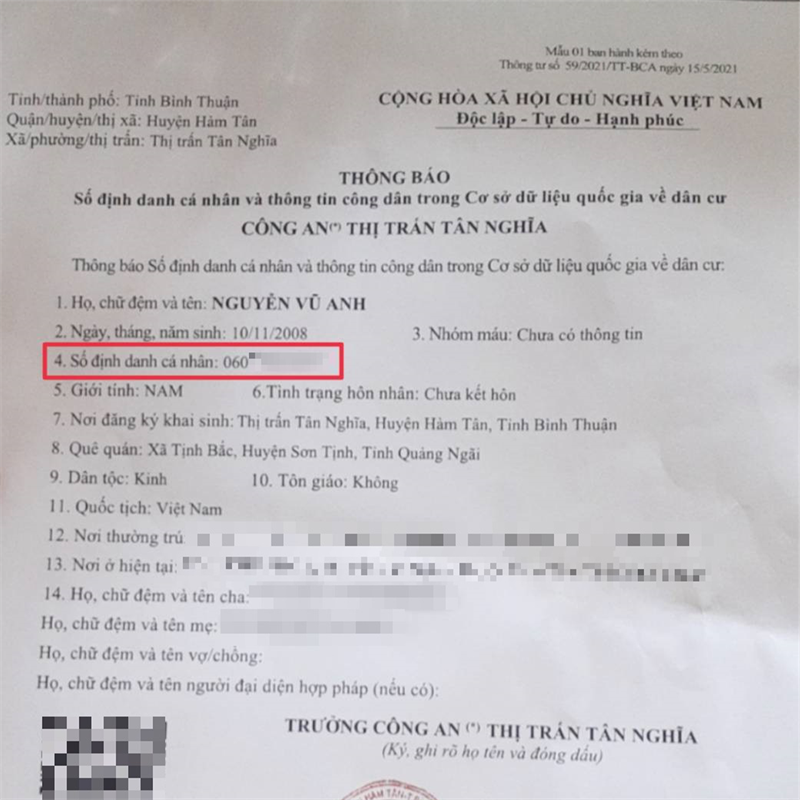 Mẫu 01 ban hành kèm theo
Thông tư số 59/2021/TT-BCA ngày 15/5/2021
Tỉnh/thành phố: Tỉnh Bình Thuận
Quận/huyện/thị xã: Huyện Hàm Tân
Xã/phường/thị trấn: Thị trấn Tân Nghĩa
CỘNG HÒA XÃ HỘI CHỦ NGHĨA VIỆT NAM
Độc lập - Tự do - Hạnh phúc
THÔNG BÁO
Số định danh cá nhân và thông tin công dân trong Cơ sở dữ liệu quốc gia về dân cư
CÔNG AN(*) THỊ TRẤN TÂN NGHĨA
Thông báo Số định danh cá nhân và thông tin công dân trong Cơ sở dữ liệu quốc gia về dân cư:
1. Họ, chữ đệm và tên: NGUYỄN VŨ ANH
2. Ngày, tháng, năm sinh: 10/11/2008 3. Nhóm máu: Chưa có thông tin
4. Số định danh cá nhân: 060
5. Giới tính: NAM 6.Tình trạng hôn nhân: Chưa kết hôn
7. Nơi đăng ký khai sinh: Thị trấn Tân Nghĩa, Huyện Hàm Tân, Tỉnh Bình Thuận
8. Quê quán: Xã Tịnh Bắc, Huyện Sơn Tịnh, Tỉnh Quảng Ngãi
9. Dân tộc: Kinh 10. Tôn giáo: Không
11. Quốc tịch: Việt Nam
12. Nơi thường trú
13. Nơi ở hiện tại:
14. Họ, chữ đệm và tên cha:
Họ, chữ đệm và tên mẹ:
Họ, chữ đệm và tên vợ/chồng:
Họ, chữ đệm và tên người đại diện hợp pháp (nếu có):
TRƯỞNG CÔNG AN (*) THỊ TRẤN TÂN NGHĨA
(Ký, ghi rõ họ tên và đóng dấu)